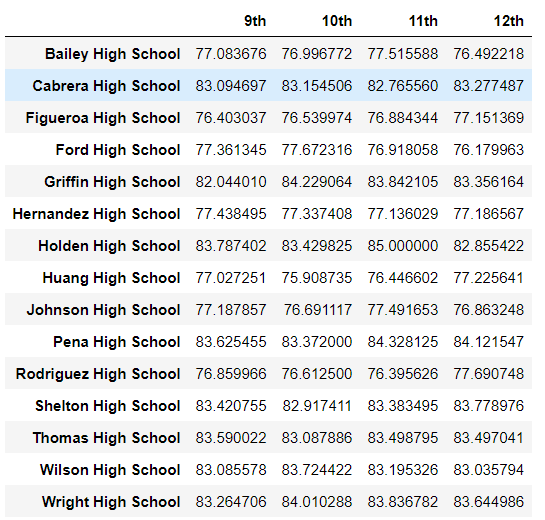 9th 10th 11th 12th
Bailey High School 77.083676 76.996772 77.515588 76.492218
Cabrera High School 83.094697 83.154506 82.765560 83.277487
Figueroa High School 76.403037 76.539974 76.884344 77.151369
Ford High School 77.361345 77.672316 76.918058 76.179963
Griffin High School 82.044010 84.229064 83.842105 83.356164
Hernandez High School 77.438495 77.337408 77.136029 77.186567
Holden High School 83.787402 83.429825 85.000000 82.855422
Huang High School 77.027251 75.908735 76.446602 77.225641
Johnson High School 77.187857 76.691117 77.491653 76.863248
Pena High School 83.625455 83.372000 84.328125 84.121547
Rodriguez High School 76.859966 76.612500 76.395626 77.690748
Shelton High School 83.420755 82.917411 83.383495 83.778976
Thomas High School 83.590022 83.087886 83.498795 83.497041
Wilson High School 83.085578 83.724422 83.195326 83.035794
Wright High School 83.264706 84.010288 83.836782 83.644986